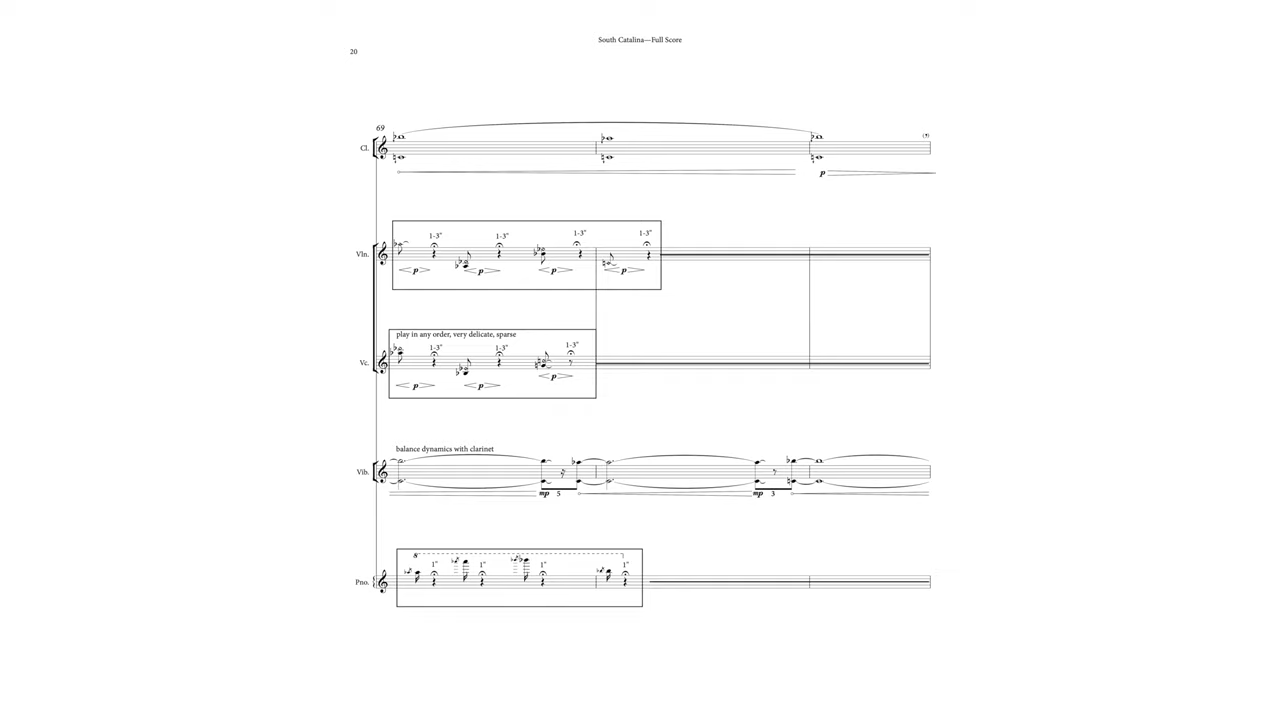 South Catalina—Full Score
20
69
Cl.
p
Vln.
1-3" 1-3" 1-3" 1-3"
p p p p
play in any order, very delicate, sparse
Vc.
1-3" 1-3" 1-3"
p p p
balance dynamics with clarinet
Vib.
mp 5 mp 3
8
1" 1" 1" 1"
Pno.